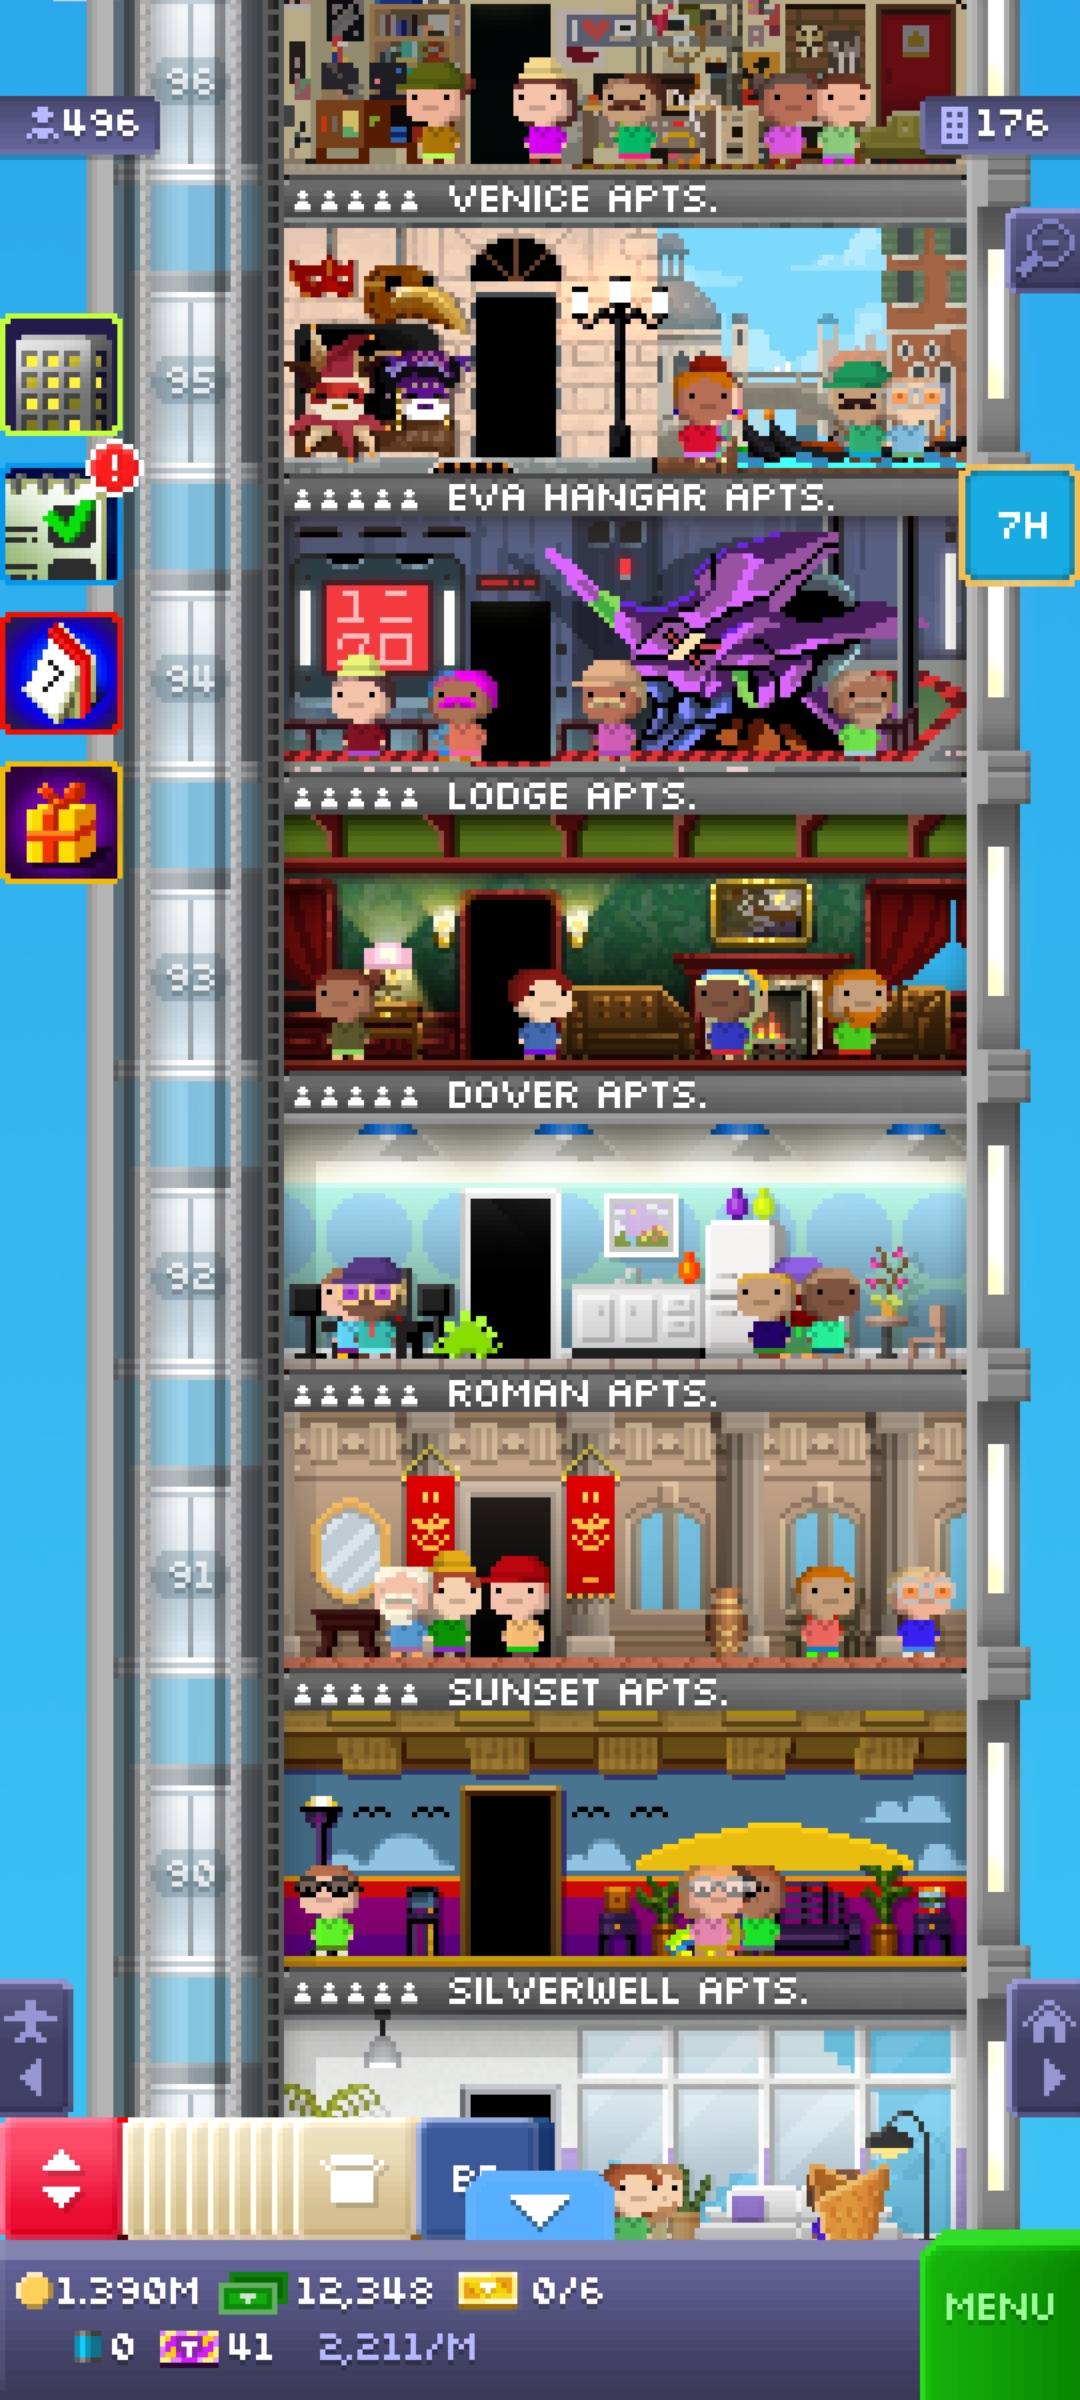 96
496
176
VENICE APTS.
95
EVA HANGAR APTS.
7H
94
LODGE APTS.
93
DOVER APTS.
92
ROMAN APTS.
91
SUNSET APTS.
90
SILVERWELL APTS.
1.390M 12,348 0/6
MENU
0 41 2,211/M